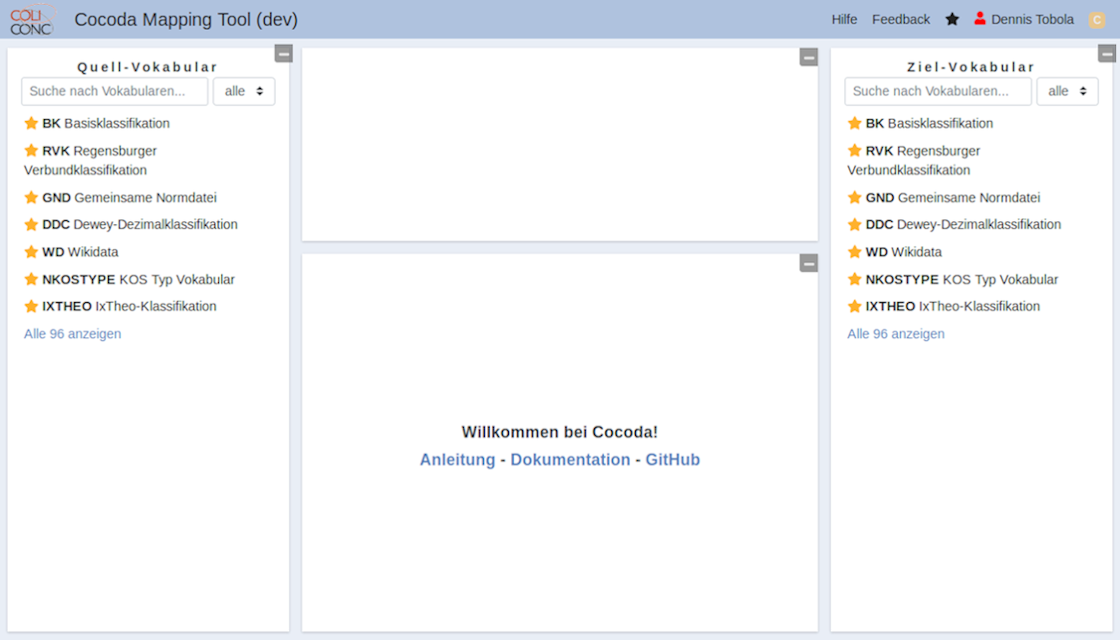 COLI CONC
Cocoda Mapping Tool (dev)
Hilfe
Feedback
Dennis Tobola
C
Quell-Vokabular
Suche nach Vokabularen...
alle
BK Basisklassifikation
RVK Regensburger
Verbundklassifikation
GND Gemeinsame Normdatei
DDC Dewey-Dezimalklassifikation
WD Wikidata
NKOSTYPE KOS Typ Vokabular
IXTHEO IxTheo-Klassifikation
Alle 96 anzeigen
Willkommen bei Cocoda!
Anleitung - Dokumentation - GitHub
Ziel-Vokabular
Suche nach Vokabularen...
alle
BK Basisklassifikation
RVK Regensburger
Verbundklassifikation
GND Gemeinsame Normdatei
DDC Dewey-Dezimalklassifikation
WD Wikidata
NKOSTYPE KOS Typ Vokabular
IXTHEO IxTheo-Klassifikation
Alle 96 anzeigen